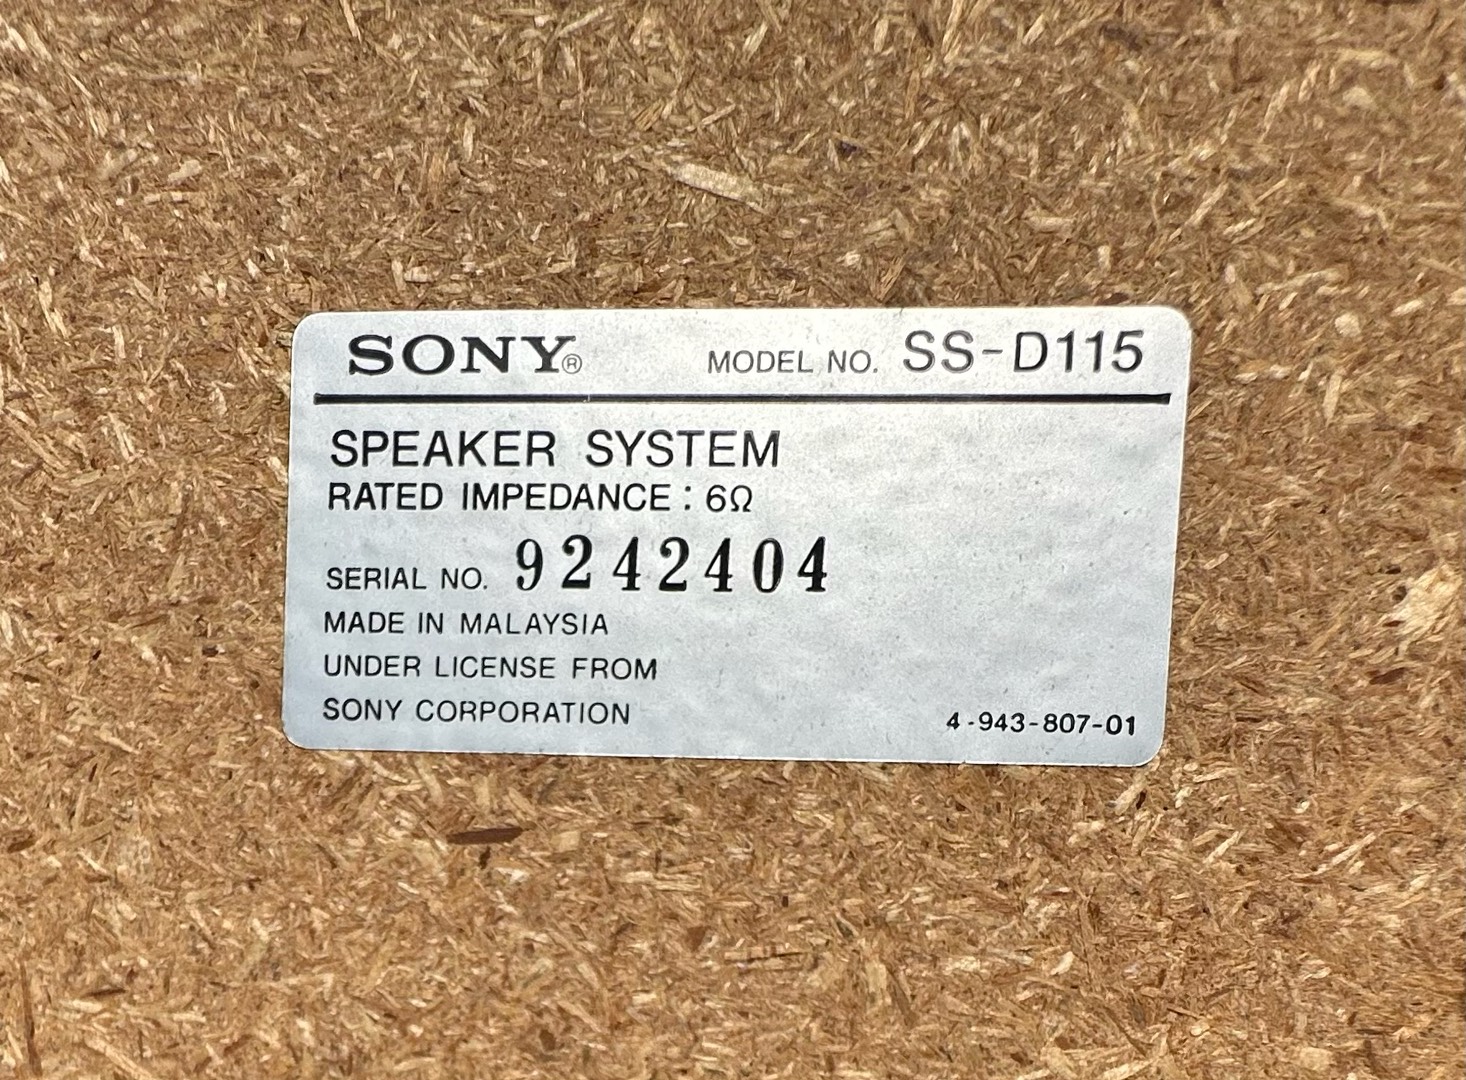 SONY® MODEL NO. SS-D115
SPEAKER SYSTEM
RATED IMPEDANCE : 6Ω
SERIAL NO. 9242404
MADE IN MALAYSIA
UNDER LICENSE FROM
SONY CORPORATION
4-943-807-01